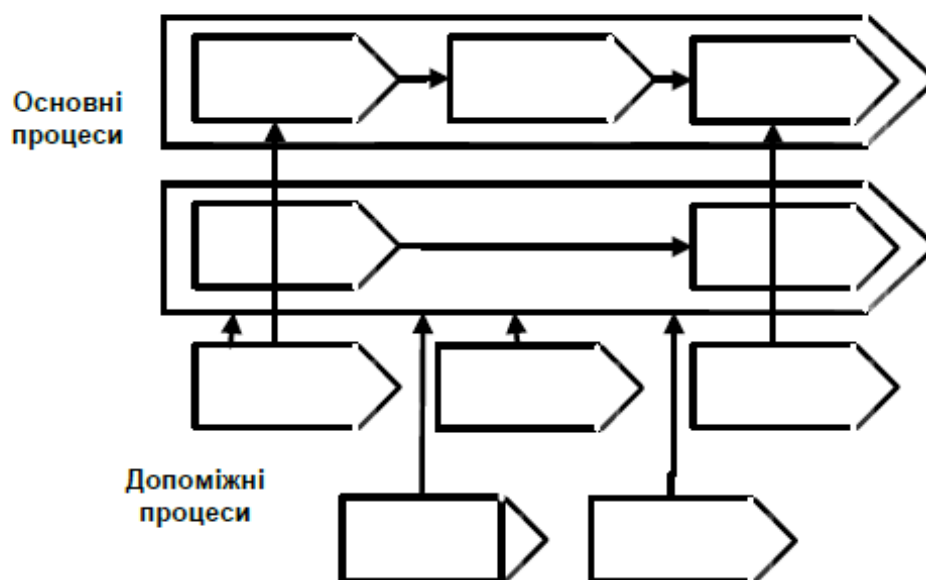 Основні
процеси
Допоміжні
процеси